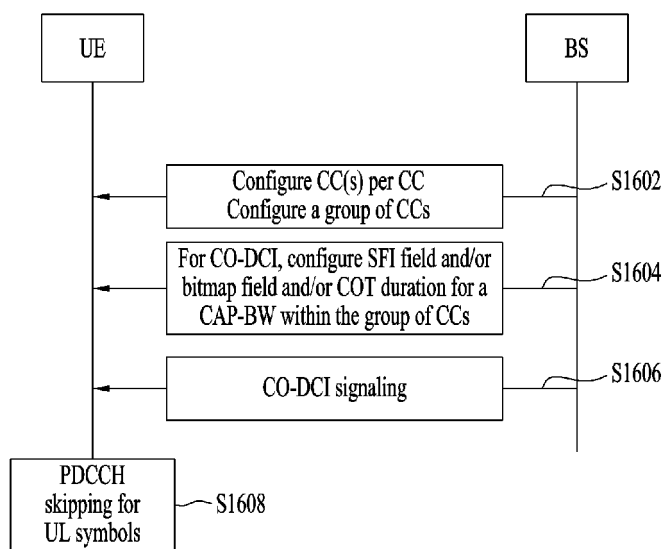 UE
BS
Configure CC(s) per CC
Configure a group of CCs
S1602
For CO-DCI, configure SFI field and/or
bitmap field and/or COT duration for a
CAP-BW within the group of CCs
S1604
CO-DCI signaling
S1606
PDCCH
skipping for
UL symbols
S1608